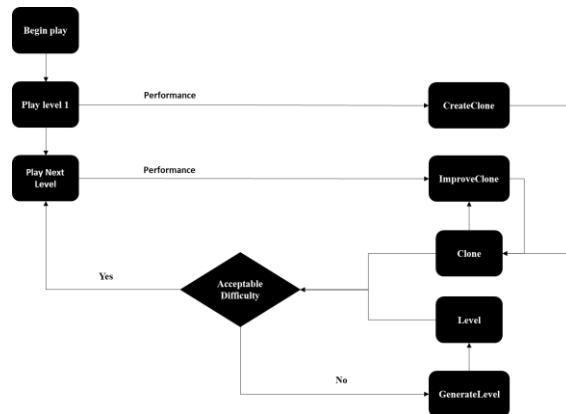 Begin play
Play level 1
Performance
CreateClone
Play Next
Level
Performance
ImproveClone
Clone
Yes
Acceptable
Difficulty
Level
No
GenerateLevel